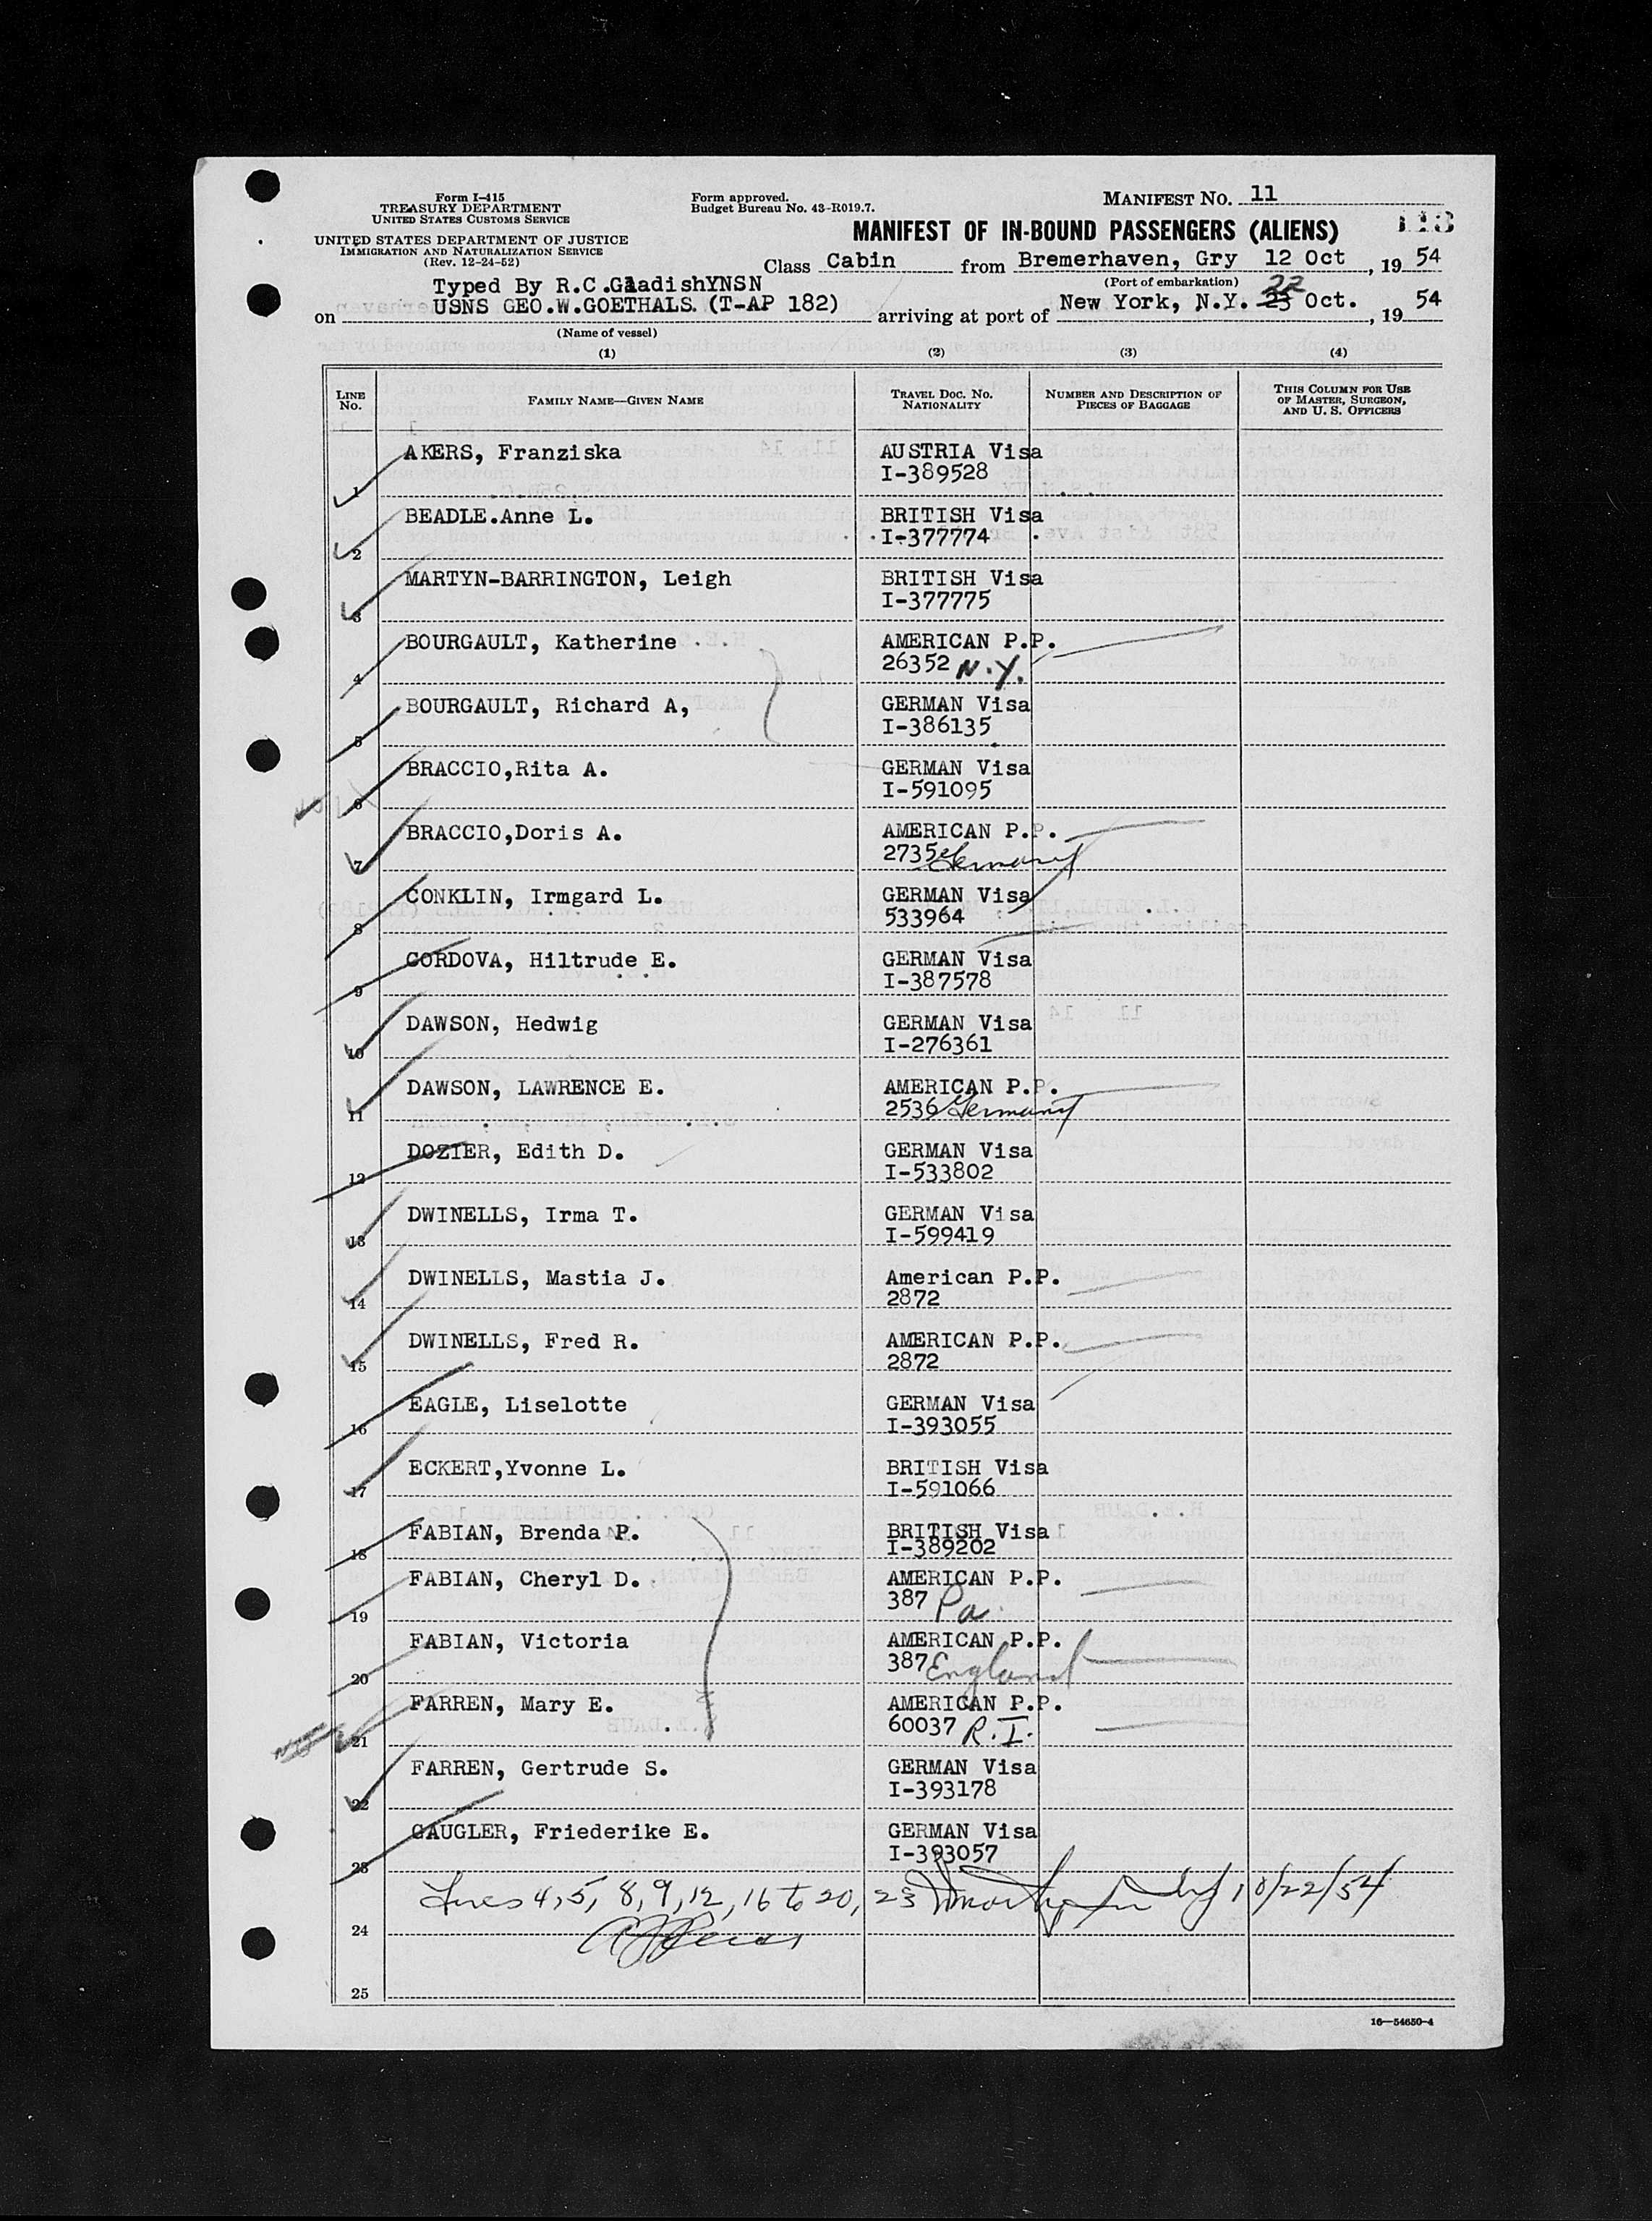 Form I-415
TREASURY DEPARTMENT
UNITED STATES CUSTOMS SERVICE
UNITED STATES DEPARTMENT OF JUSTICE
IMMIGRATION AND NATURALIZATION SERVICE
(Rev. 12-24-52)
Form approved.
Budget Bureau No. 43-R019.7.
MANIFEST NO. 11
MANIFEST OF IN-BOUND PASSENGERS (ALIENS)
Class Cabin from Bremerhaven, Gry 12 Oct, 19 54
(Port of embarkation)
Typed By R.C.GladishYNSN
on USNS GEO.W.GOETHALS (T-AP 182) arriving at port of New York, N.Y. 23 22 Oct., 19 54
(Name of vessel)
(1) (2) (3) (4)
LINE NO. FAMILY NAME—GIVEN NAME TRAVEL DOC. NO. NATIONALITY NUMBER AND DESCRIPTION OF PIECES OF BAGGAGE THIS COLUMN FOR USE OF MASTER, SURGEON, AND U. S. OFFICERS
1 AKERS, Franziska AUSTRIA Visa
I-389528
2 BEADLE.Anne L. BRITISH Visa
I-377774
3 MARTYN-BARRINGTON, Leigh BRITISH Visa
I-377775
4 BOURGAULT, Katherine AMERICAN P.P.
26352 N.Y.
5 BOURGAULT, Richard A, GERMAN Visa
I-386135
6 BRACCIO,Rita A. GERMAN Visa
I-591095
7 BRACCIO,Doris A. AMERICAN P.P.
2735 Germany
8 CONKLIN, Irmgard L. GERMAN Visa
533964
9 CORDOVA, Hiltrude E. GERMAN Visa
I-387578
10 DAWSON, Hedwig GERMAN Visa
I-276361
11 DAWSON, LAWRENCE E. AMERICAN P.P.
2536 Germany
12 DOZIER, Edith D. GERMAN Visa
I-533802
13 DWINELLS, Irma T. GERMAN Visa
I-599419
14 DWINELLS, Mastia J. American P.P.
2872
15 DWINELLS, Fred R. AMERICAN P.P.
2872
16 EAGLE, Liselotte GERMAN Visa
I-393055
17 ECKERT,Yvonne L. BRITISH Visa
I-591066
18 FABIAN, Brenda P. BRITISH Visa
I-389202
19 FABIAN, Cheryl D. AMERICAN P.P.
387 Pa.
20 FABIAN, Victoria AMERICAN P.P.
387 England
21 FARREN, Mary E. AMERICAN P.P.
60037 R.I.
22 FARREN, Gertrude S. GERMAN Visa
I-393178
23 GAUGLER, Friederike E. GERMAN Visa
I-393057
Lines 4, 5, 8, 9, 12, 16 to 20, 23 10/22/54
24
25
16—54650-4